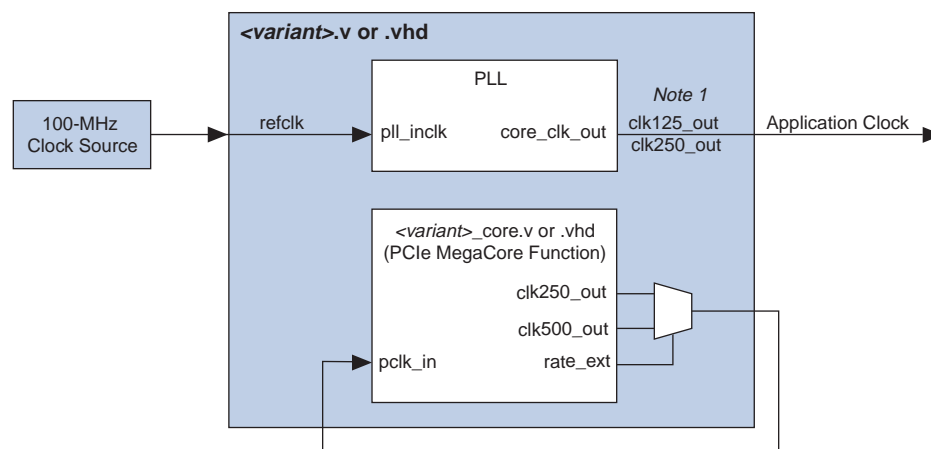 <variant>.v or .vhd
PLL
Note 1
100-MHz
Clock Source
refclk
pll_inclk
core_clk_out
clk125_out
clk250_out
Application Clock
<variant>_core.v or .vhd
(PCIe MegaCore Function)
clk250_out
clk500_out
pclk_in
rate_ext